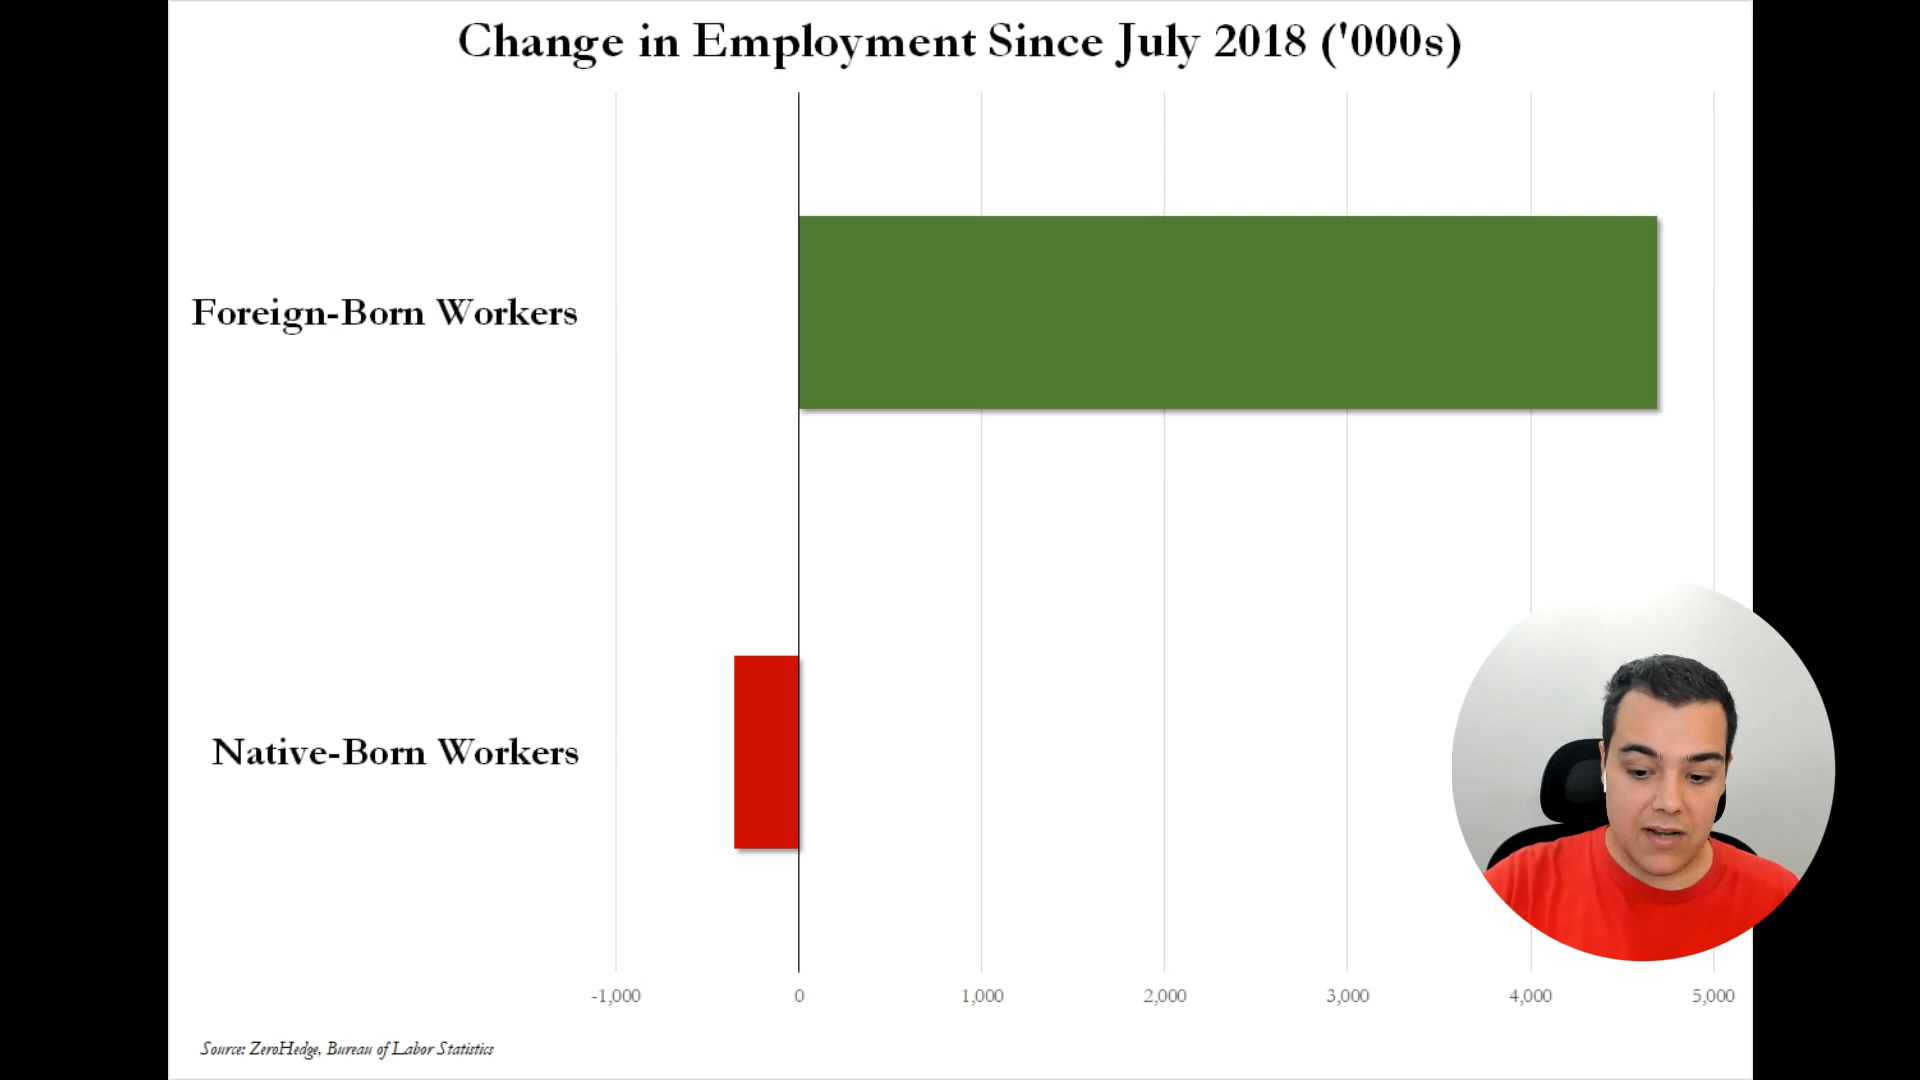 Change in Employment Since July 2018 ('000s)
Foreign-Born Workers
Native-Born Workers
-1,000 0 1,000 2,000 3,000 4,000 5,000
Source: ZeroHedge, Bureau of Labor Statistics